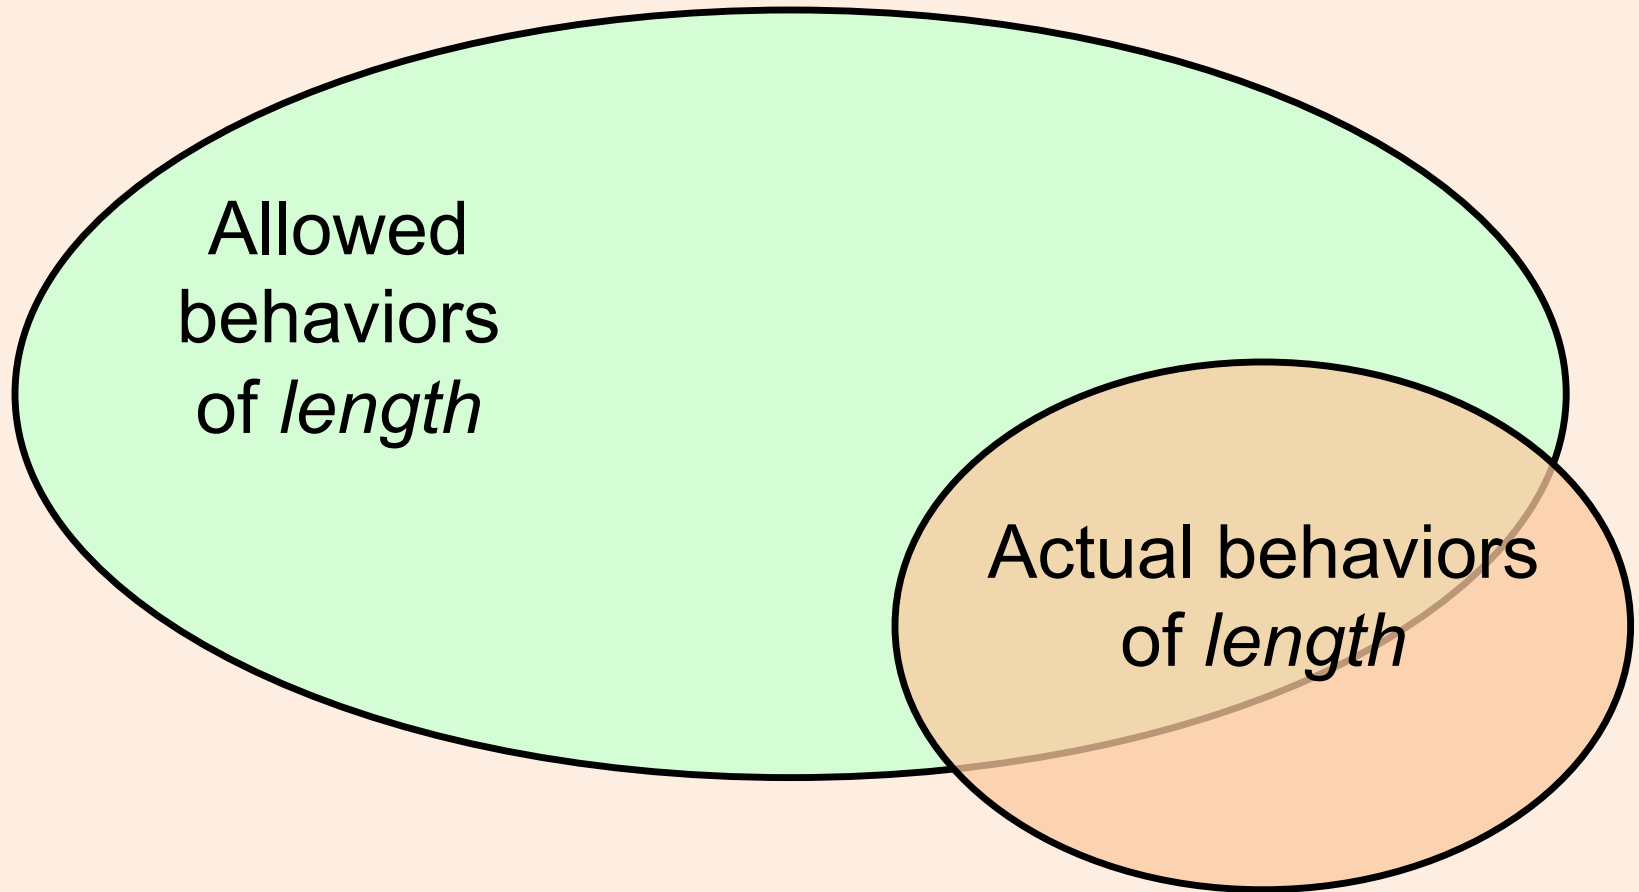 Allowed
behaviors
of length
Actual behaviors
of length